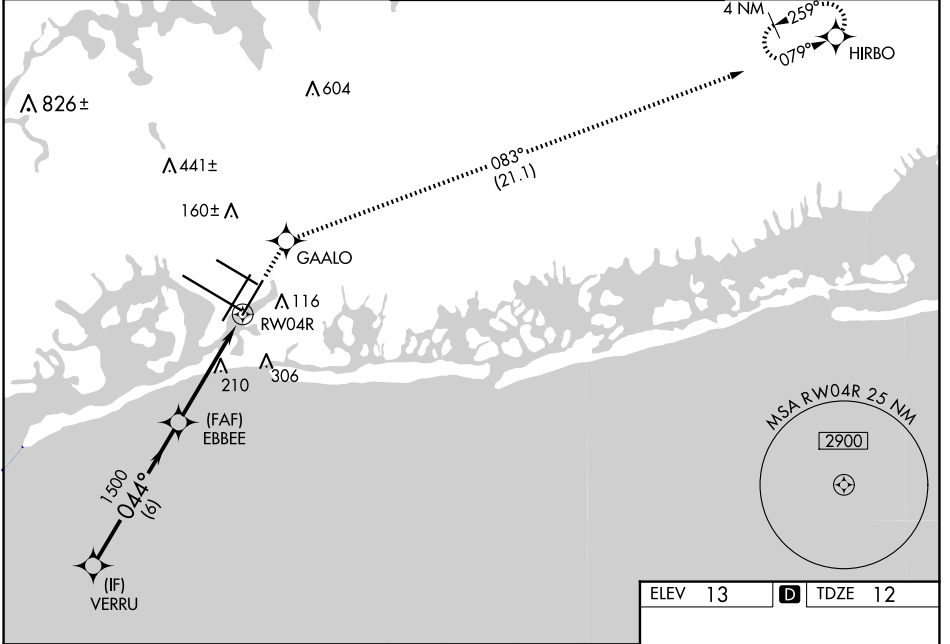 4 NM
259°
079°
HIRBO
604
826±
441±
083°
(21.1)
160±
GAALO
116
RW04R
306
210
(FAF)
EBBEE
MSA RW04R 25 NM
2900
1500
044°
(6)
(IF)
VERRU
ELEV 13 D TDZE 12